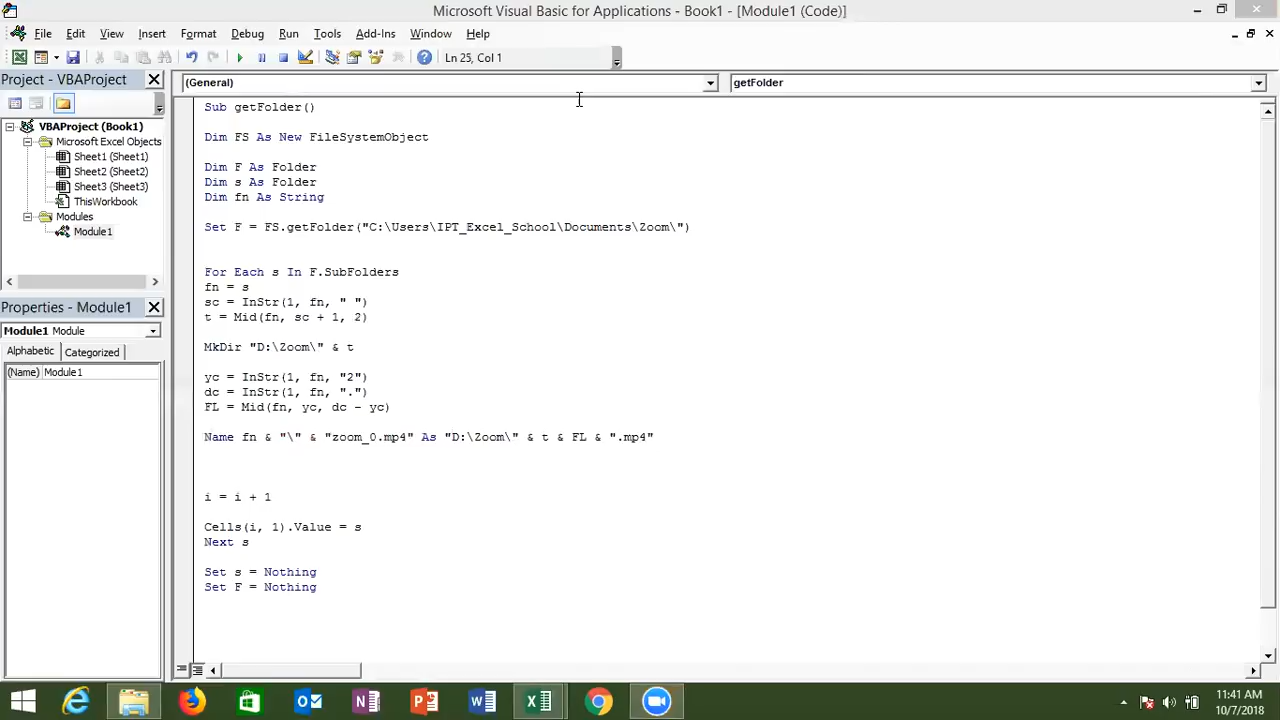 Microsoft Visual Basic for Applications - Book1 - [Module1 (Code)]
File Edit View Insert Format Debug Run Tools Add-Ins Window Help
Ln 25, Col 1
Project - VBAProject
(General)
getFolder
VBAProject (Book1)
Microsoft Excel Objects
Sheet1 (Sheet1)
Sheet2 (Sheet2)
Sheet3 (Sheet3)
ThisWorkbook
Modules
Module1
Properties - Module1
Module1 Module
Alphabetic Categorized
(Name) Module1
Sub getFolder()
Dim FS As New FileSystemObject
Dim F As Folder
Dim s As Folder
Dim fn As String
Set F = FS.getFolder("C:\Users\IPT_Excel_School\Documents\Zoom\")
For Each s In F.SubFolders
fn = s
sc = InStr(1, fn, " ")
t = Mid(fn, sc + 1, 2)
MkDir "D:\Zoom\" & t
yc = InStr(1, fn, "2")
dc = InStr(1, fn, ".")
FL = Mid(fn, yc, dc - yc)
Name fn & "\" & "zoom_0.mp4" As "D:\Zoom\" & t & FL & ".mp4"
i = i + 1
Cells(i, 1).Value = s
Next s
Set s = Nothing
Set F = Nothing
11:41 AM
10/7/2018